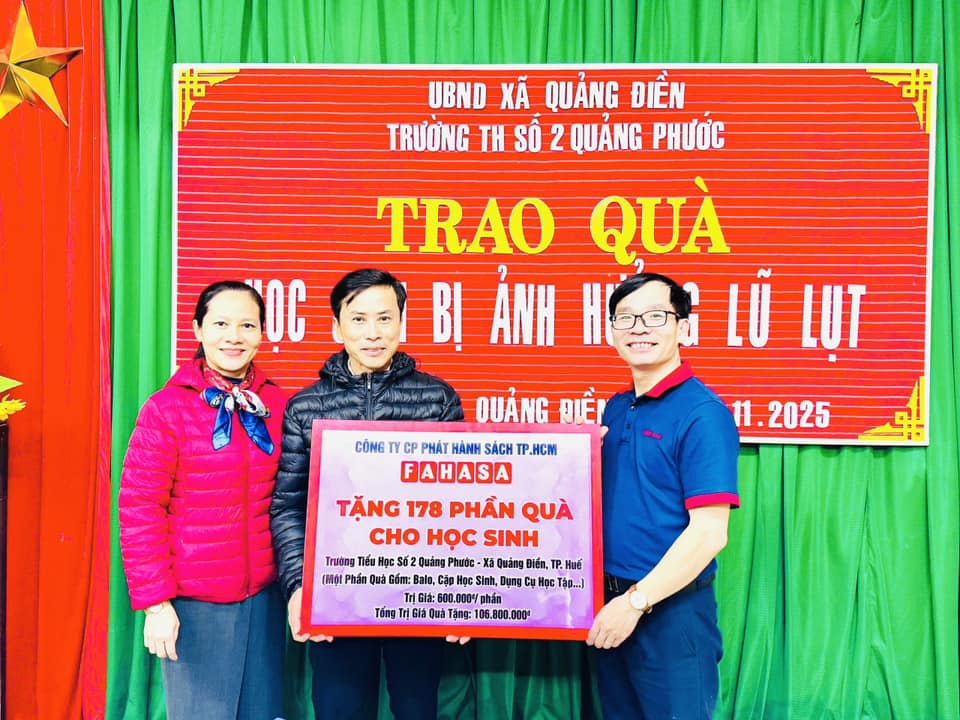 UBND XÃ QUẢNG ĐIỀN
TRƯỜNG TH SỐ 2 QUẢNG PHƯỚC
TRAO QUÀ
HỌC BỊ ẢNH LŨ LỤT
QUẢNG ĐIỀN 11.2025
CÔNG TY CP PHÁT HÀNH SÁCH TP.HCM
FAHASA
TẶNG 178 PHẦN QUÀ
CHO HỌC SINH
Trường Tiểu Học Số 2 Quảng Phước - Xã Quảng Điền, TP. Huế
(Một Phần Quà Gồm: Balo, Cặp Học Sinh, Dụng Cụ Học Tập...)
Trị Giá: 600.000đ/ phần
Tổng Trị Giá Quà Tặng: 106.800.000đ